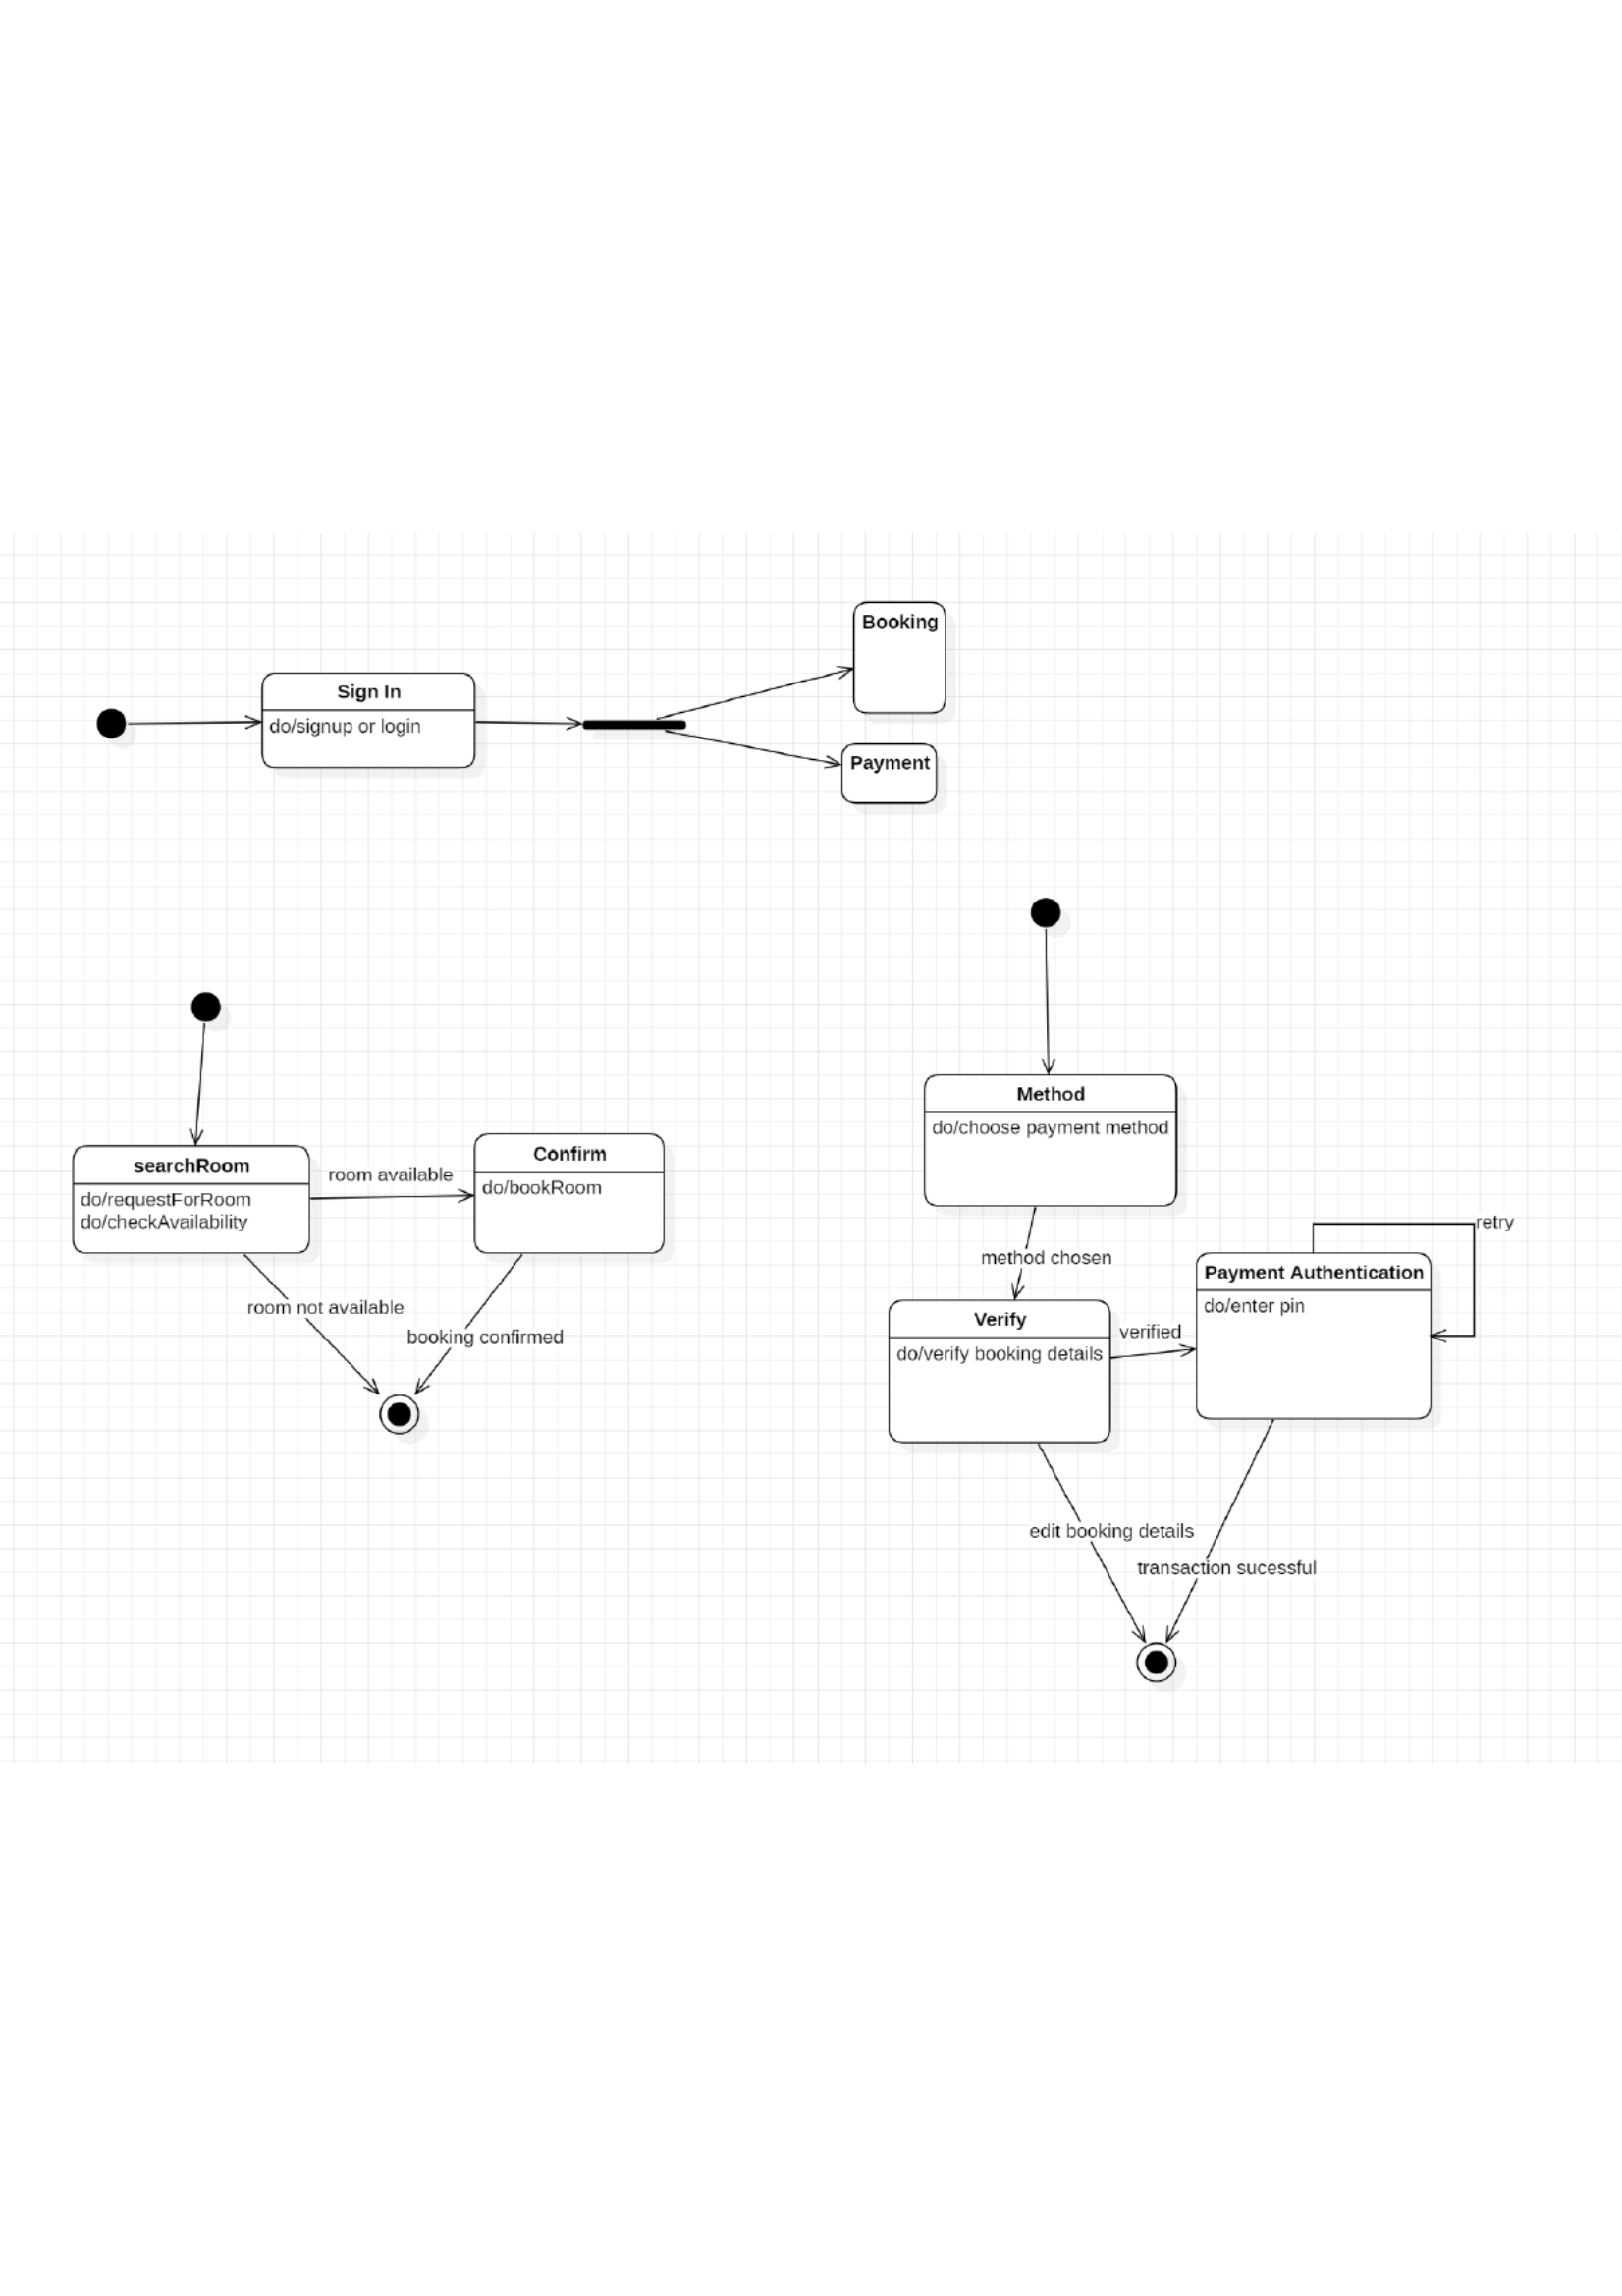 Booking
Sign In
do/signup or login
Payment
Method
do/choose payment method
searchRoom
do/requestForRoom
do/checkAvailability
room available
Confirm
do/bookRoom
room not available
booking confirmed
method chosen
retry
Payment Authentication
do/enter pin
Verify
do/verify booking details
verified
edit booking details
transaction sucessful